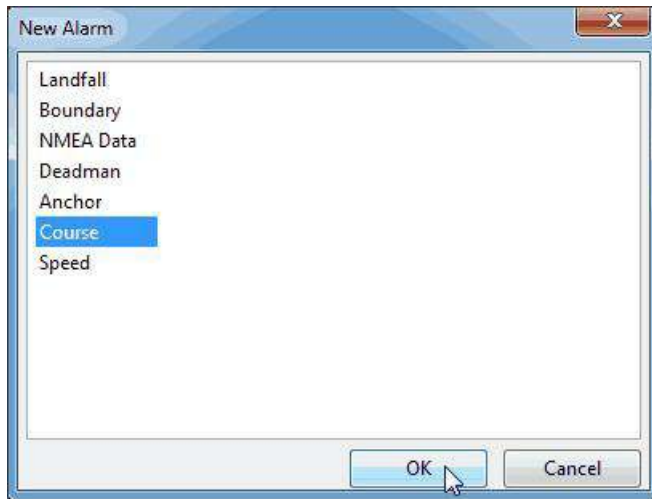 New Alarm
Landfall
Boundary
NMEA Data
Deadman
Anchor
Course
Speed
OK Cancel